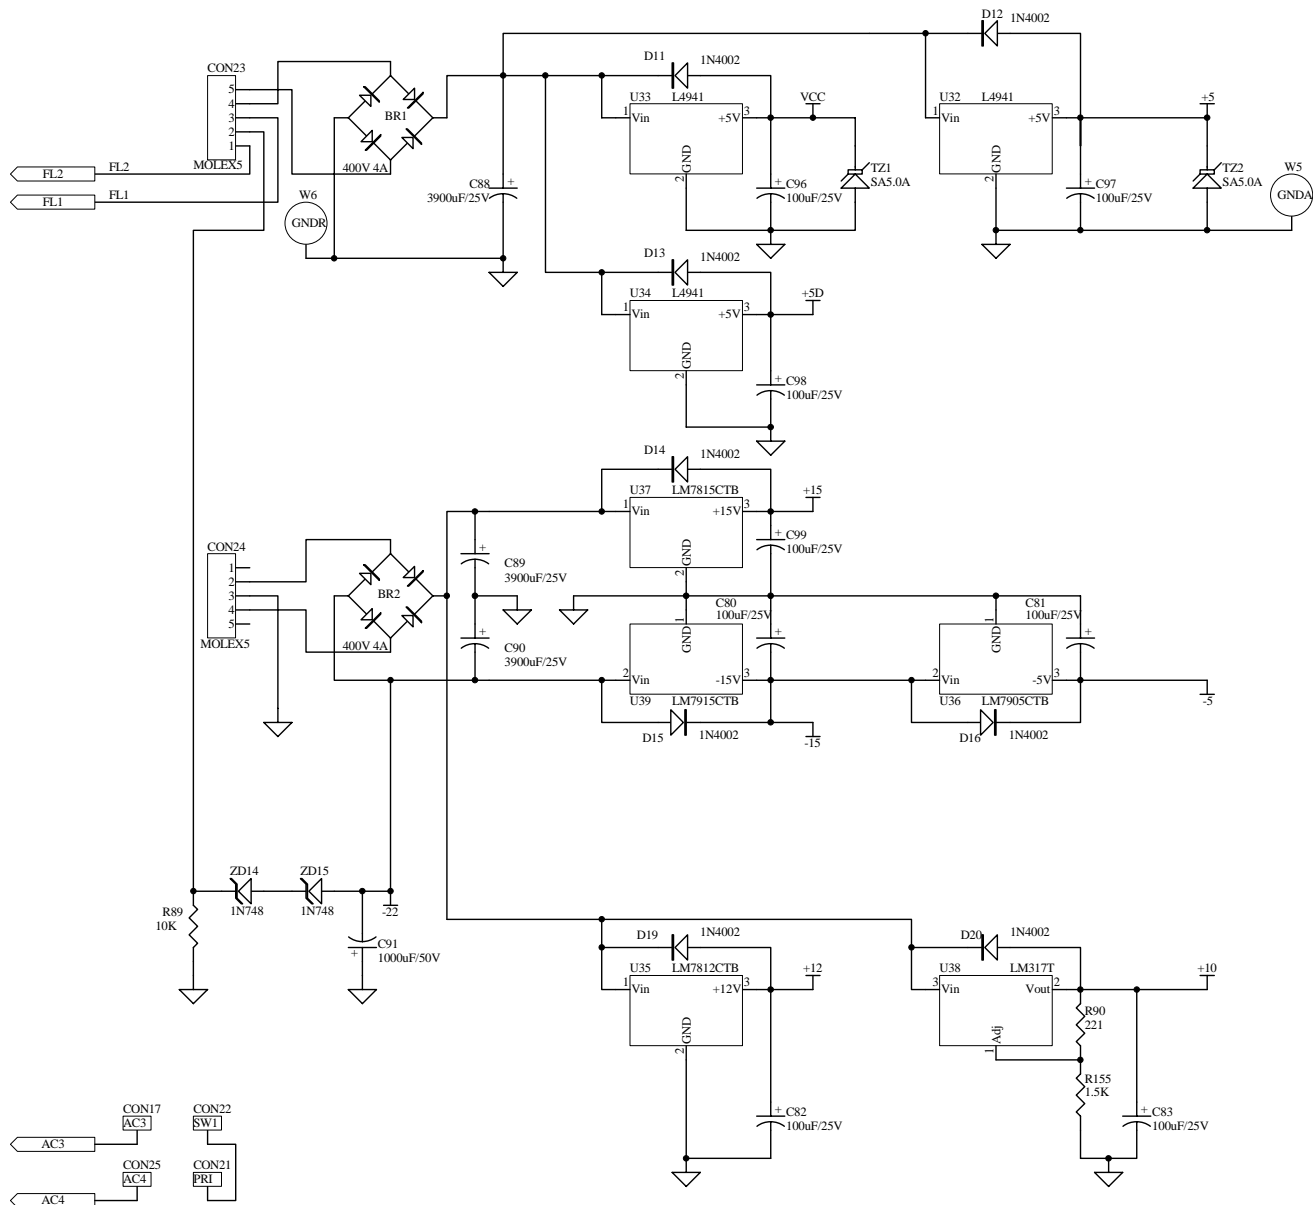 D12 1N4002
D11 1N4002
CON23
5
4
3
2
1
MOLEX5
BR1
400V 4A
U33 L4941
1 Vin +5V 3
GND
2
VCC
U32 L4941
1 Vin +5V 3
GND
2
+5
FL2 FL2
FL1 FL1
W6
GNDR
C88
3900uF/25V
+
C96
100uF/25V
+
TZ1
SA5.0A
C97
100uF/25V
+
TZ2
SA5.0A
W5
GNDA
D13 1N4002
U34 L4941
1 Vin +5V 3
GND
2
+5D
C98
100uF/25V
+
D14 1N4002
U37 LM7815CTB
1 Vin +15V 3
GND
2
+15
C99
100uF/25V
+
CON24
1
2
3
4
5
MOLEX5
BR2
400V 4A
C89
3900uF/25V
+
C90
3900uF/25V
+
C80
100uF/25V
+
C81
100uF/25V
+
1
GND
2 Vin -15V 3
U39 LM7915CTB
D15 1N4002
-15
1
GND
2 Vin -5V 3
U36 LM7905CTB
D16 1N4002
-5
ZD14
1N748
ZD15
1N748
-22
R89
10K
C91
1000uF/50V
+
D19 1N4002
U35 LM7812CTB
1 Vin +12V 3
GND
2
+12
D20 1N4002
U38 LM317T
3 Vin Vout 2
Adj
1
+10
R90
221
R155
1.5K
C82
100uF/25V
+
C83
100uF/25V
+
CON17
AC3
CON22
SW1
AC3
CON25
AC4
CON21
PRI
AC4